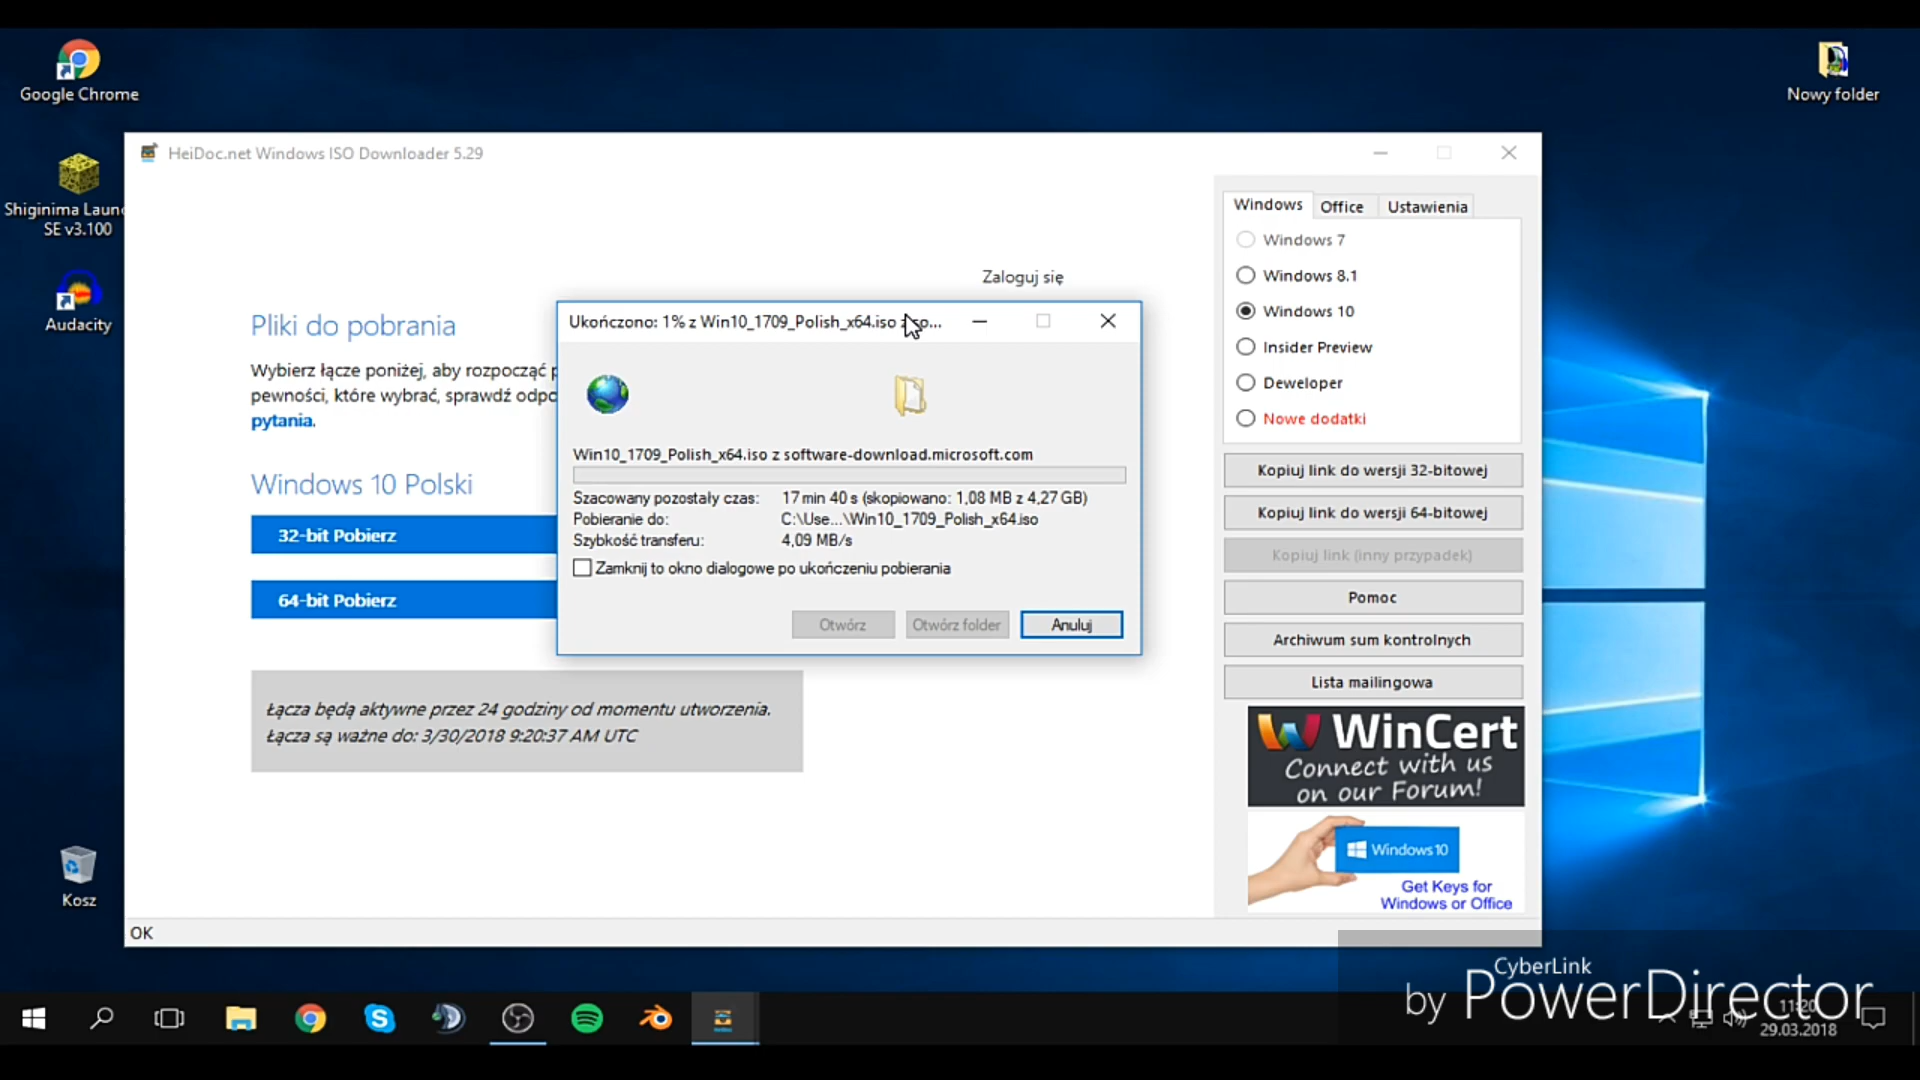 Google Chrome
Nowy folder
HeiDoc.net Windows ISO Downloader 5.29
Shiginima Laun
SE v3.100
Audacity
Kosz
Zaloguj się
Pliki do pobrania
Wybierz łącze poniżej, aby rozpocząć
pewności, które wybrać, sprawdź odpo
pytania.
Windows 10 Polski
32-bit Pobierz
64-bit Pobierz
Łącza będą aktywne przez 24 godziny od momentu utworzenia.
Łącza są ważne do: 3/30/2018 9:20:37 AM UTC
Ukończono: 1% z Win10_1709_Polish_x64.iso
Win10_1709_Polish_x64.iso z software-download.microsoft.com
Szacowany pozostały czas: 17 min 40 s (skopiowano: 1,08 MB z 4,27 GB)
Pobieranie do: C:\Use...\Win10_1709_Polish_x64.iso
Szybkość transferu: 4,09 MB/s
Zamknij to okno dialogowe po ukończeniu pobierania
Otwórz Otwórz folder Anuluj
Windows Office Ustawienia
Windows 7
Windows 8.1
Windows 10
Insider Preview
Deweloper
Nowe dodatki
Kopiuj link do wersji 32-bitowej
Kopiuj link do wersji 64-bitowej
Kopiuj link (inny przypadek)
Pomoc
Archiwum sum kontrolnych
Lista mailingowa
WinCert
Connect with us
on our Forum!
Windows10
Get Keys for
Windows or Office
OK
CyberLink
by PowerDirector
11:20
29.03.2018